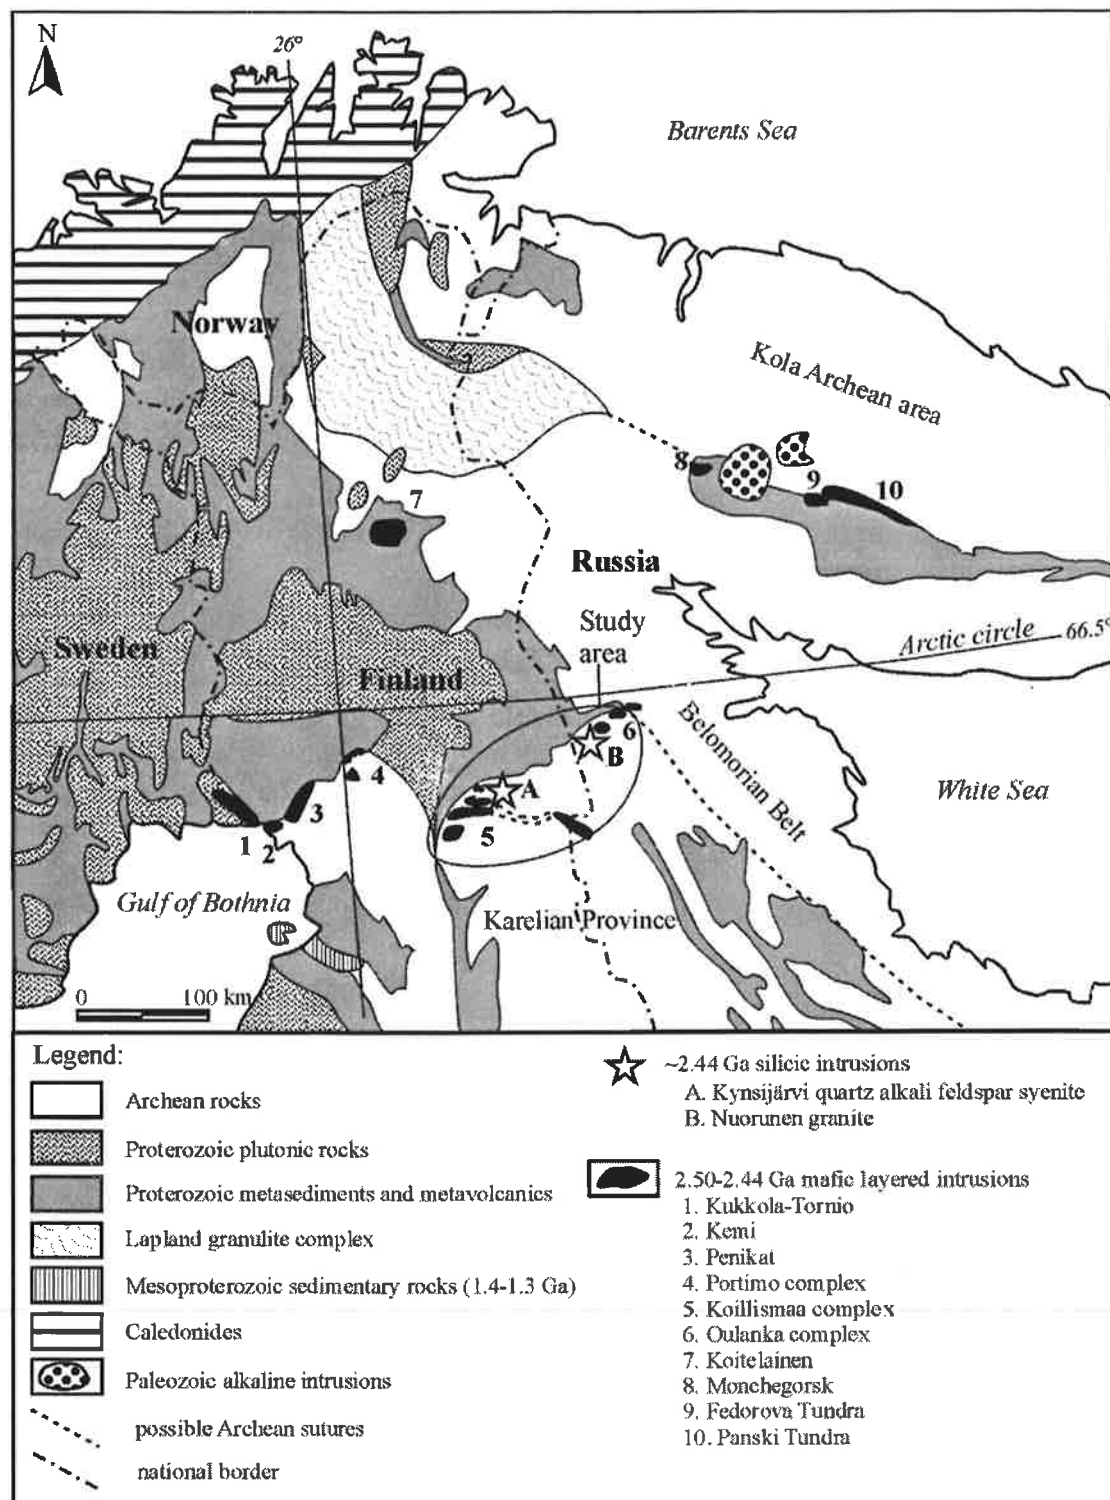 N
26°
Barents Sea
Norway
Kola Archean area
8
9
10
7
Russia
Study
area
Arctic circle
66.5°
Sweden
Finland
6
B
Belomorian Belt
4
A
3
White Sea
1
2
5
Gulf of Bothnia
Karelian Province
0 100 km
Legend:
Archean rocks
Proterozoic plutonic rocks
Proterozoic metasediments and metavolcanics
Lapland granulite complex
Mesoproterozoic sedimentary rocks (1.4-1.3 Ga)
Caledonides
Paleozoic alkaline intrusions
possible Archean sutures
national border
~2.44 Ga silicic intrusions
A. Kynsijärvi quartz alkali feldspar syenite
B. Nuorunen granite
2.50-2.44 Ga mafic layered intrusions
1. Kukkola-Tornio
2. Kemi
3. Penikat
4. Portimo complex
5. Koillismaa complex
6. Oulanka complex
7. Koitelainen
8. Monchegorsk
9. Fedorova Tundra
10. Panski Tundra